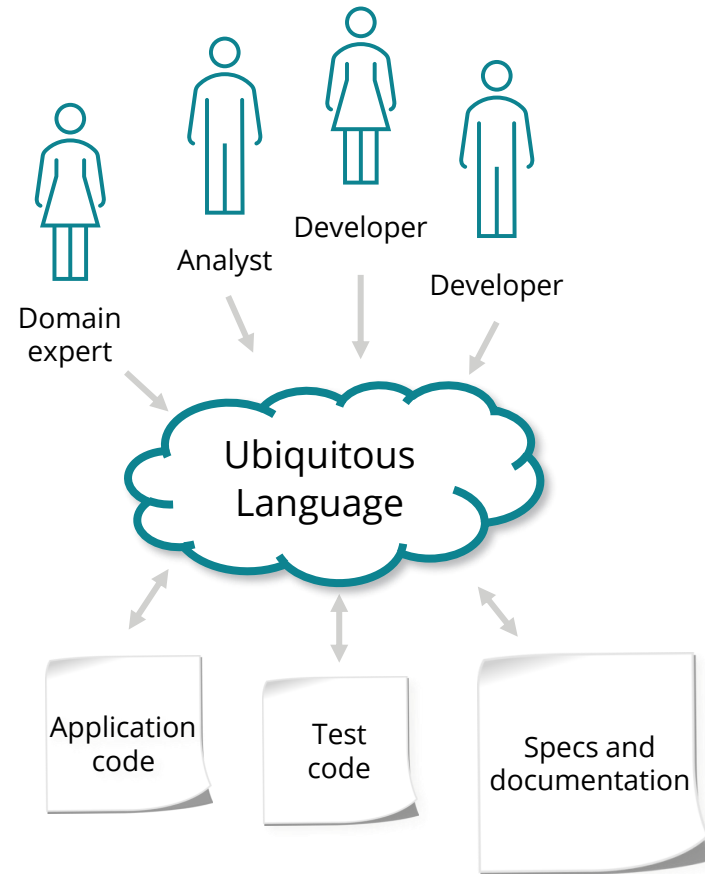 Domain
expert
Analyst
Developer
Developer
Ubiquitous
Language
Application
code
Test
code
Specs and
documentation